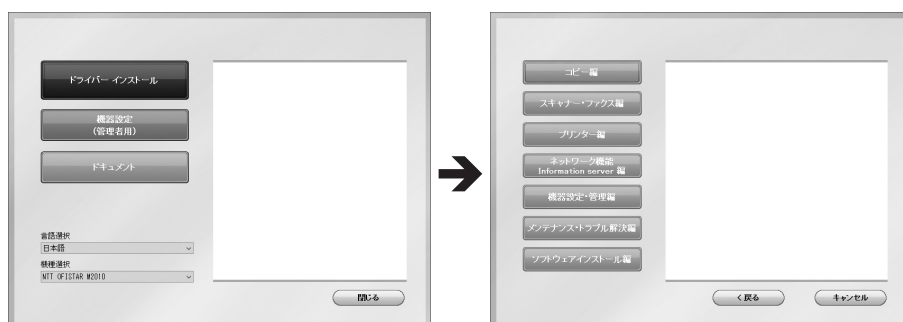 ドライバー インストール
機器設定
(管理者用)
ドキュメント
言語選択
日本語
機種選択
NTT OFISTAR M2010
閉じる
コピー編
スキャナー・ファクス編
プリンター編
ネットワーク機能
Information server 編
機器設定・管理編
メンテナンス・トラブル解決編
ソフトウェアインストール編
< 戻る
キャンセル